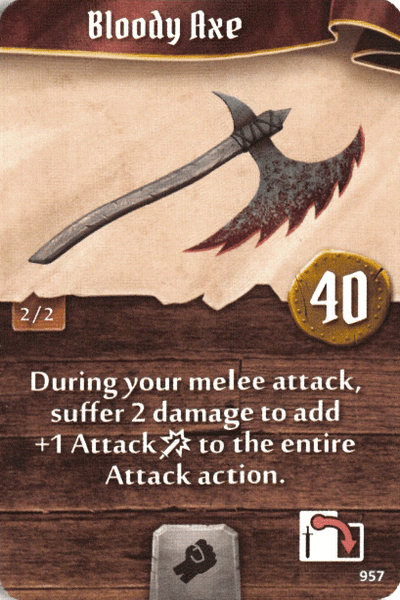 Bloody Axe
40
2/2
During your melee attack,
suffer 2 damage to add
+1 Attack to the entire
Attack action.
957